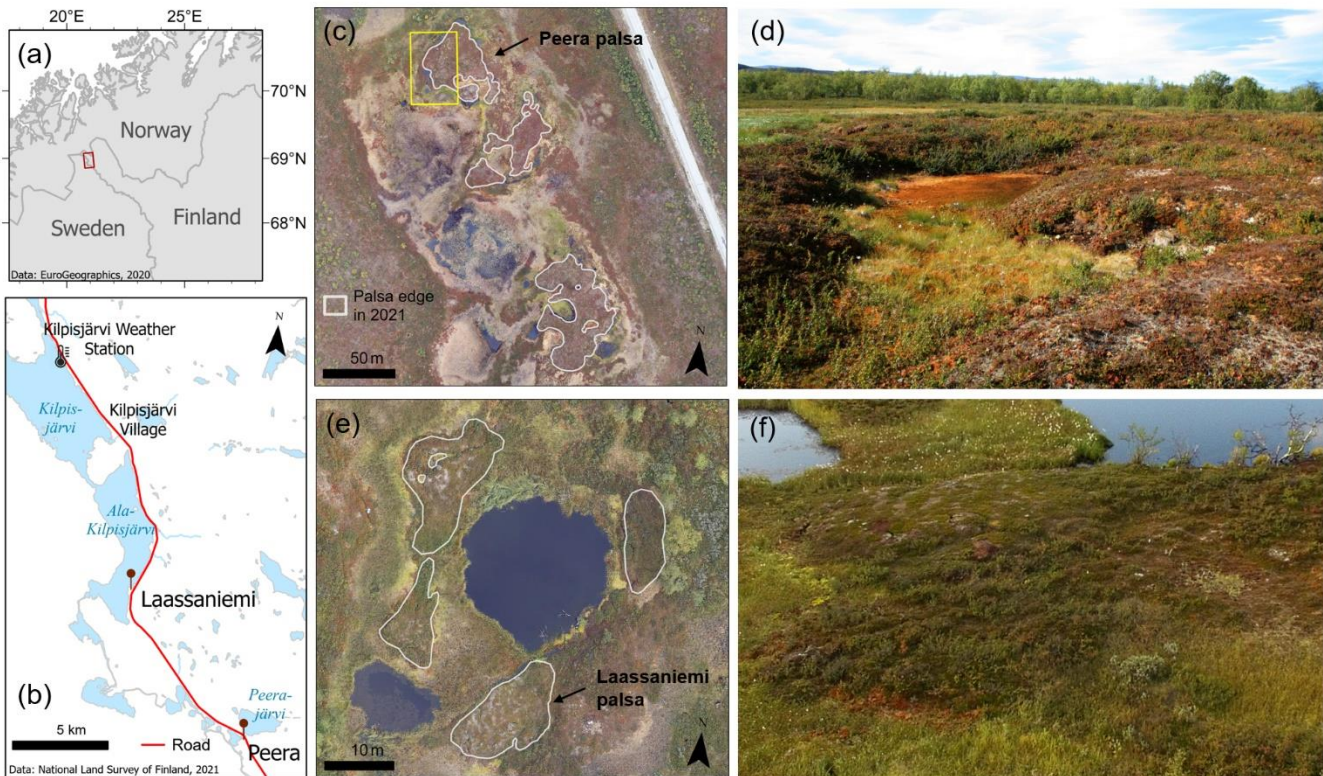 (a)
20°E
25°E
70°N
69°N
68°N
Norway
Sweden
Finland
Data: EuroGeographics, 2020
(b)
N
Kilpisjärvi Weather
Station
Kilpis-
järvi
Kilpisjärvi
Village
Ala-
Kilpisjärvi
Laassaniemi
Peera-
järvi
Peera
5 km
Road
Data: National Land Survey of Finland, 2021
(c)
Peera palsa
Palsa edge
in 2021
50 m
N
(d)
(e)
Laassaniemi
palsa
10 m
N
(f)